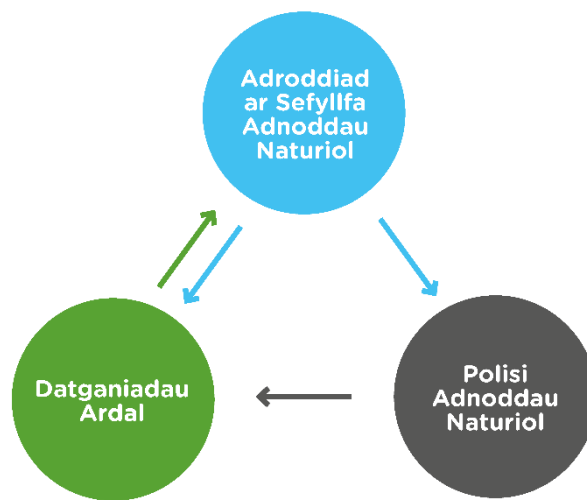 Adroddiad
ar Sefyllfa
Adnoddau
Naturiol
Datganiadau
Ardal
Polisi
Adnoddau
Naturiol